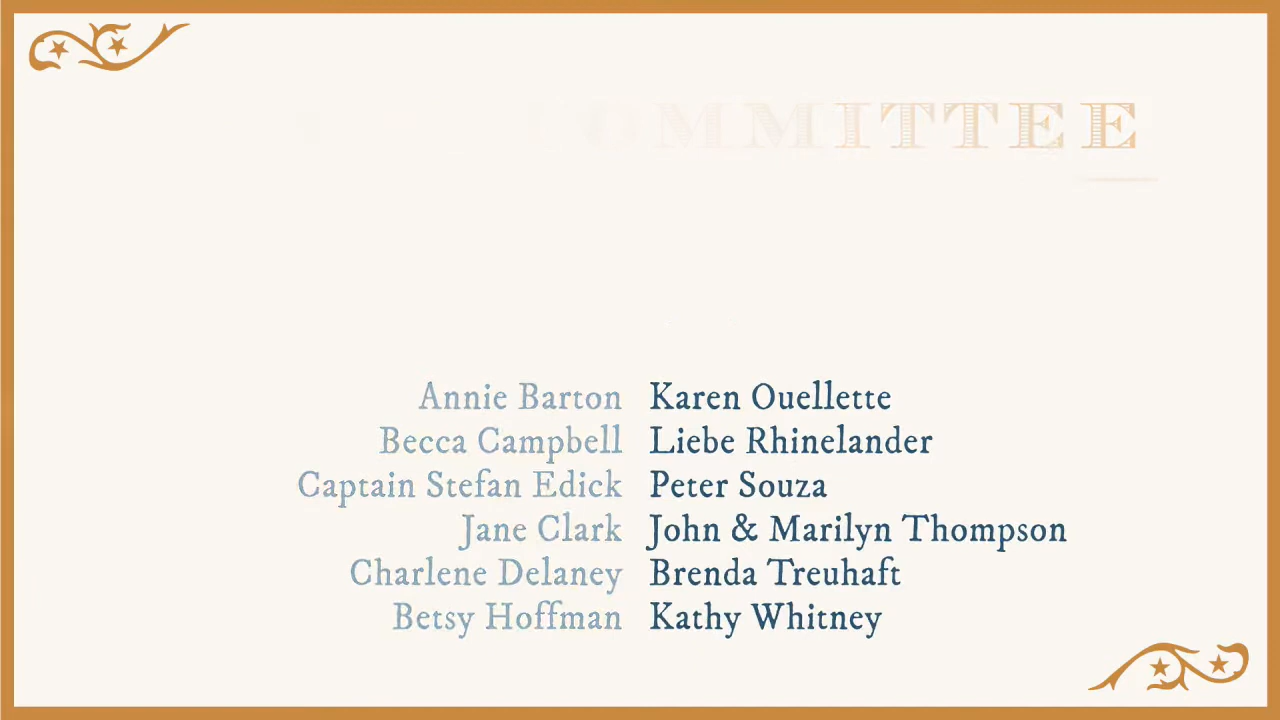 COMMITTEE
Annie Barton Karen Ouellette
Becca Campbell Liebe Rhinelander
Captain Stefan Edick Peter Souza
Jane Clark John & Marilyn Thompson
Charlene Delaney Brenda Treuhaft
Betsy Hoffman Kathy Whitney